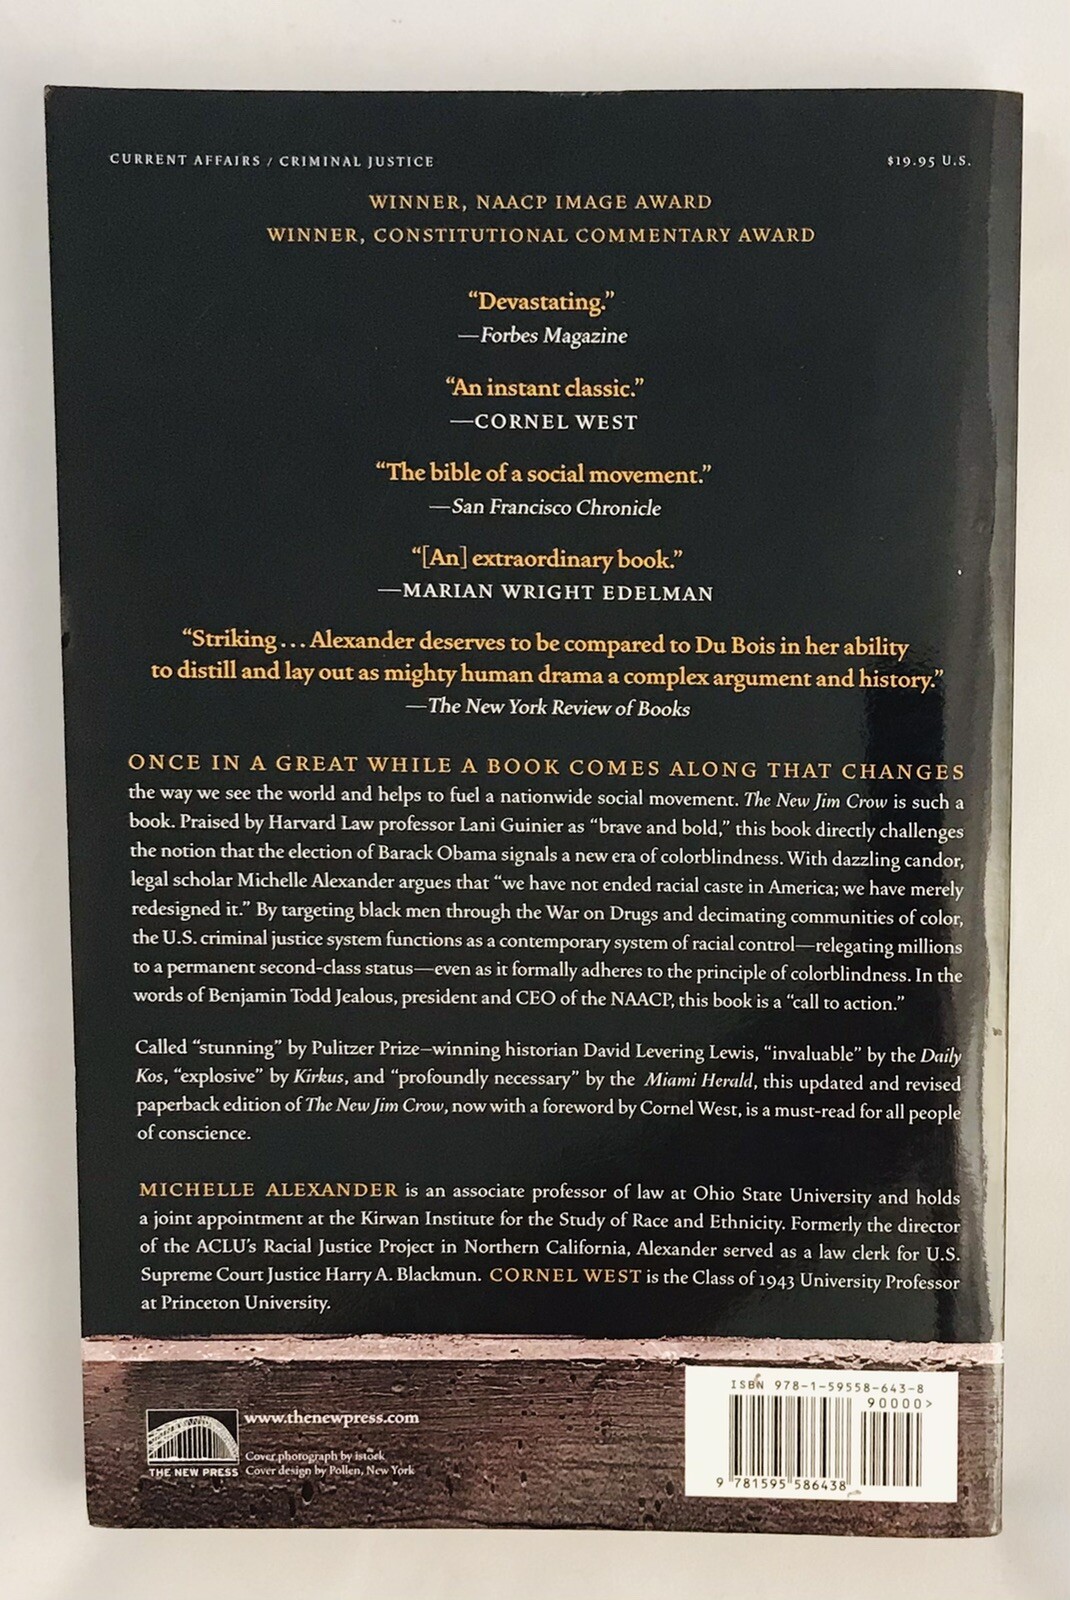 CURRENT AFFAIRS / CRIMINAL JUSTICE
$19.95 U.S.
WINNER, NAACP IMAGE AWARD
WINNER, CONSTITUTIONAL COMMENTARY AWARD
“Devastating.”
—Forbes Magazine
“An instant classic.”
—CORNEL WEST
“The bible of a social movement.”
—San Francisco Chronicle
“[An] extraordinary book.”
—MARIAN WRIGHT EDELMAN
“Striking . . . Alexander deserves to be compared to Du Bois in her ability
to distill and lay out as mighty human drama a complex argument and history.”
—The New York Review of Books
ONCE IN A GREAT WHILE A BOOK COMES ALONG THAT CHANGES
the way we see the world and helps to fuel a nationwide social movement. The New Jim Crow is such a
book. Praised by Harvard Law professor Lani Guinier as “brave and bold,” this book directly challenges
the notion that the election of Barack Obama signals a new era of colorblindness. With dazzling candor,
legal scholar Michelle Alexander argues that “we have not ended racial caste in America; we have merely
redesigned it.” By targeting black men through the War on Drugs and decimating communities of color,
the U.S. criminal justice system functions as a contemporary system of racial control—relegating millions
to a permanent second-class status—even as it formally adheres to the principle of colorblindness. In the
words of Benjamin Todd Jealous, president and CEO of the NAACP, this book is a “call to action.”
Called “stunning” by Pulitzer Prize–winning historian David Levering Lewis, “invaluable” by the Daily
Kos, “explosive” by Kirkus, and “profoundly necessary” by the Miami Herald, this updated and revised
paperback edition of The New Jim Crow, now with a foreword by Cornel West, is a must-read for all people
of conscience.
MICHELLE ALEXANDER is an associate professor of law at Ohio State University and holds
a joint appointment at the Kirwan Institute for the Study of Race and Ethnicity. Formerly the director
of the ACLU’s Racial Justice Project in Northern California, Alexander served as a law clerk for U.S.
Supreme Court Justice Harry A. Blackmun. CORNEL WEST is the Class of 1943 University Professor
at Princeton University.
www.thenewpress.com
Cover photograph by istock
THE NEW PRESS
Cover design by Pollen, New York
ISBN 978-1-59558-643-8
90000>
9 781595 586438